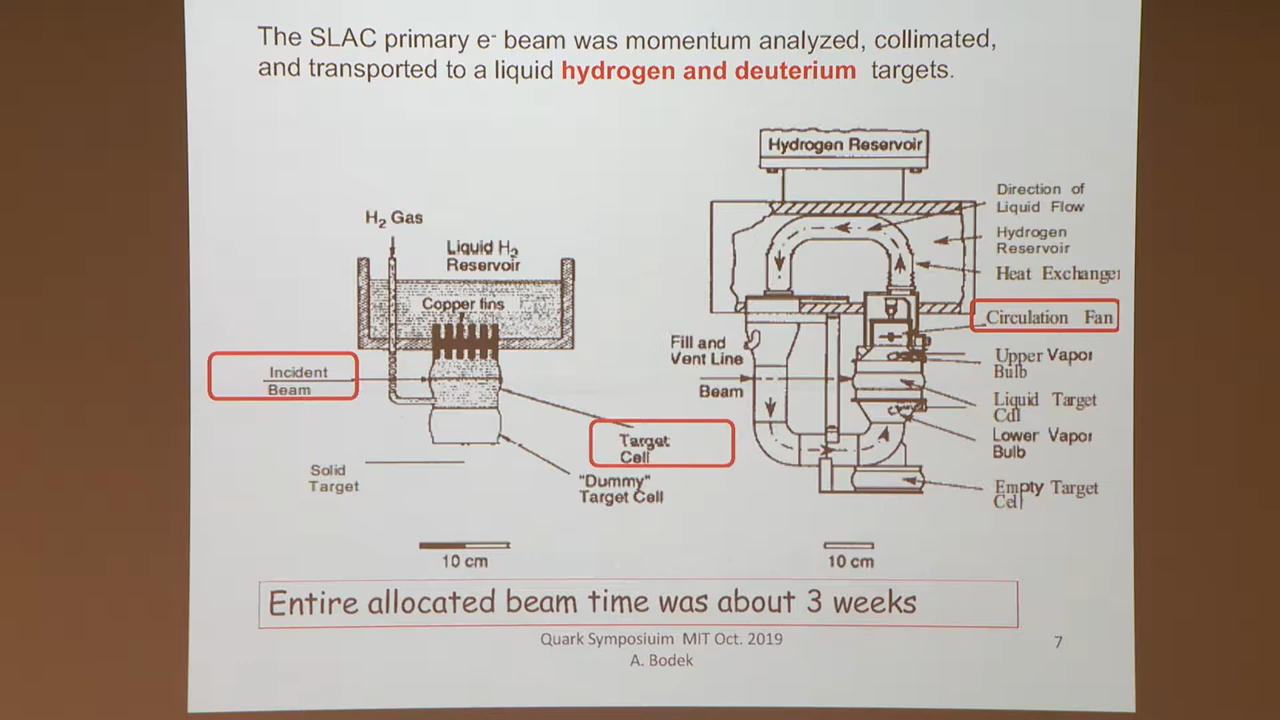 The SLAC primary e- beam was momentum analyzed, collimated,
and transported to a liquid hydrogen and deuterium targets.
H2 Gas
Liquid H2
Reservoir
Copper fins
Incident
Beam
Target
Cell
Solid
Target
"Dummy"
Target Cell
10 cm
Hydrogen Reservoir
Direction of
Liquid Flow
Hydrogen
Reservoir
Heat Exchanger
Circulation Fan
Fill and
Vent Line
Beam
Upper Vapor
Bulb
Liquid Target
Cell
Lower Vapor
Bulb
Empty Target
Cell
10 cm
Entire allocated beam time was about 3 weeks
Quark Symposiuim MIT Oct. 2019
A. Bodek
7